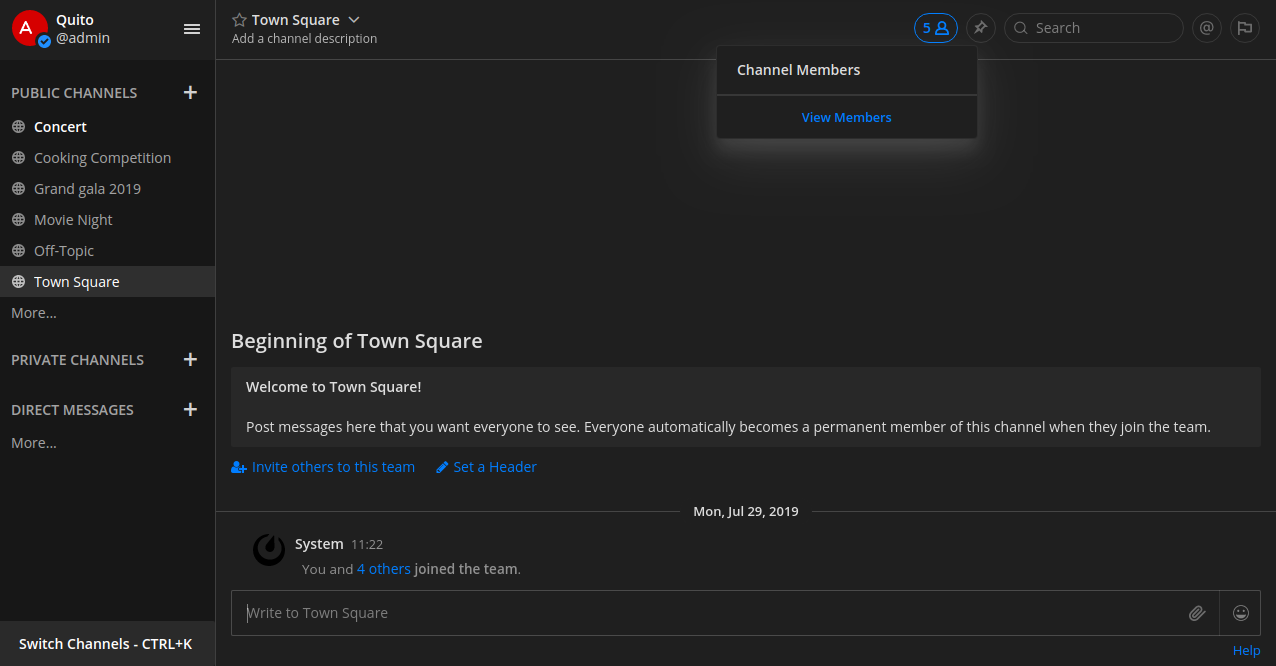 A
Quito
@admin
PUBLIC CHANNELS +
Concert
Cooking Competition
Grand gala 2019
Movie Night
Off-Topic
Town Square
More...
PRIVATE CHANNELS +
DIRECT MESSAGES +
More...
Switch Channels - CTRL+K
Town Square
Add a channel description
5
Search
@
Channel Members
View Members
Beginning of Town Square
Welcome to Town Square!
Post messages here that you want everyone to see. Everyone automatically becomes a permanent member of this channel when they join the team.
Invite others to this team Set a Header
Mon, Jul 29, 2019
System 11:22
You and 4 others joined the team.
Write to Town Square
Help